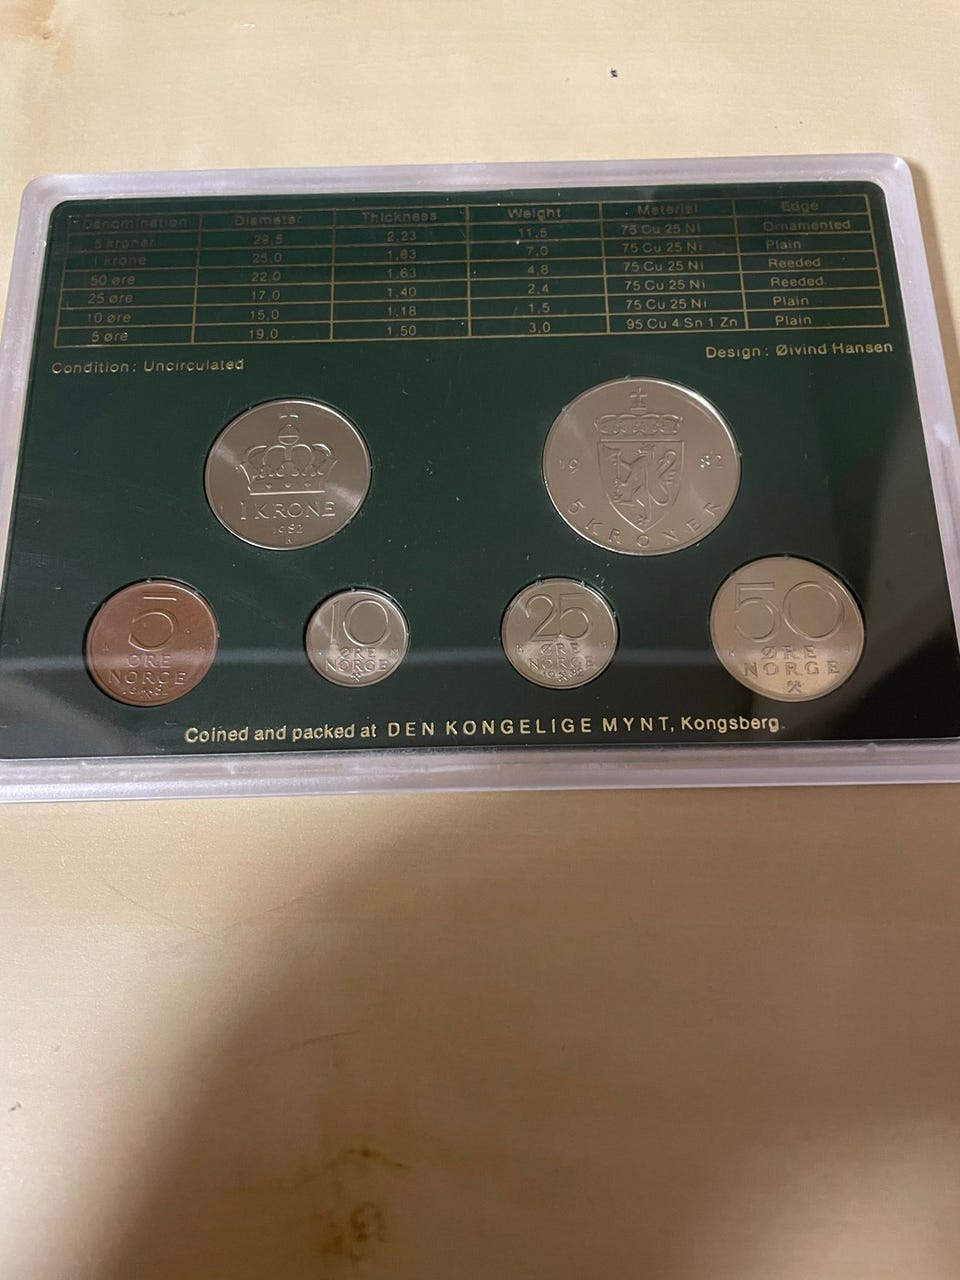 Denomination Diameter Thickness Weight Material Edge
5 kroner 29,5 2,23 11,5 75 Cu 25 Ni Ornamented
1 krone 25,0 1,83 7,0 75 Cu 25 Ni Plain
50 øre 22,0 1,63 4,8 75 Cu 25 Ni Reeded
25 øre 17,0 1,40 2,4 75 Cu 25 Ni Reeded
10 øre 15,0 1,18 1,5 75 Cu 25 Ni Plain
5 øre 19,0 1,50 3,0 95 Cu 4 Sn 1 Zn Plain
Condition: Uncirculated
Design: Øivind Hansen
1 KRONE
1982
K
19 82
5 KRONER
5
ØRE
NORGE
1982
10
ØRE
NORGE
25
ØRE
NORGE
1982
50
ØRE
NORGE
Coined and packed at DEN KONGELIGE MYNT, Kongsberg.